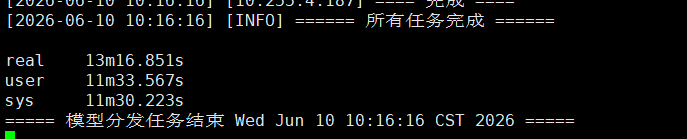 [2026-06-10 10:16:16] [10.255.4.187] ==== 完成 ====
[2026-06-10 10:16:16] [INFO] ====== 所有任务完成 ======
real 13m16.851s
user 11m33.567s
sys 11m30.223s
===== 模型分发任务结束 Wed Jun 10 10:16:16 CST 2026 =====